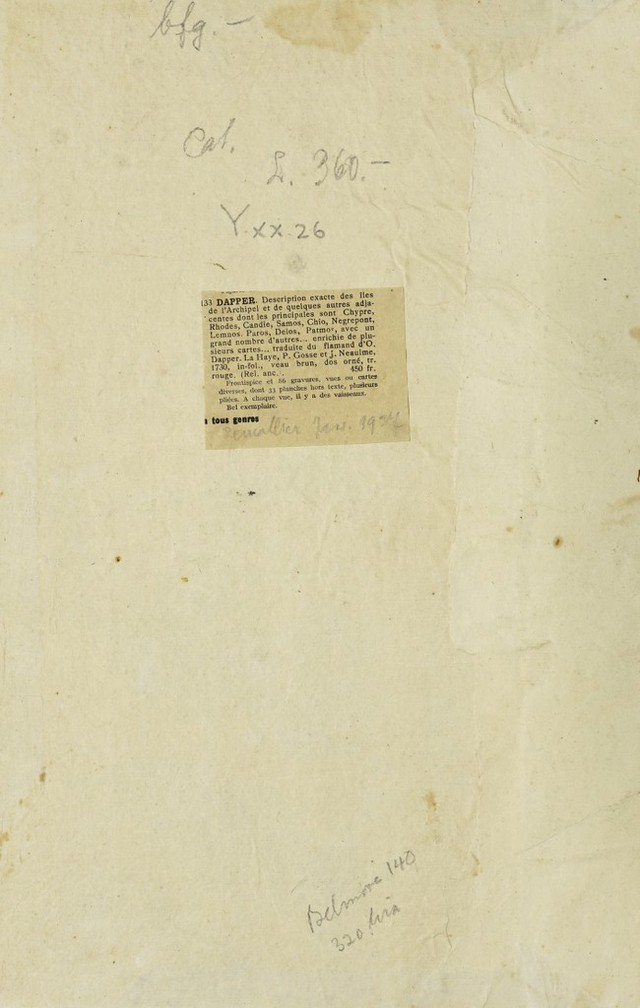 bfg. —
Cat.
L. 360.—
Y.xx.26
133 DAPPER. Description exacte des Iles
de l'Archipel et de quelques autres adja-
centes dont les principales sont Chypre,
Rhodes, Candie, Samos, Chio, Negrepont,
Lemnos, Paros, Delos, Patmos, avec un
grand nombre d'autres... enrichie de plu-
sieurs cartes... traduite du flamand d'O.
Dapper. La Haye, P. Gosse et J. Neaulme,
1730, in-fol., veau brun, dos orné, tr.
rouge. (Rel. anc.). 450 fr.
Frontispice et 86 gravures, vues ou cartes
diverses, dont 33 planches hors texte, plusieurs
pliées. A chaque vue, il y a des vaisseaux.
Bel exemplaire.
tous genres
Jan. 19
140
320 lira